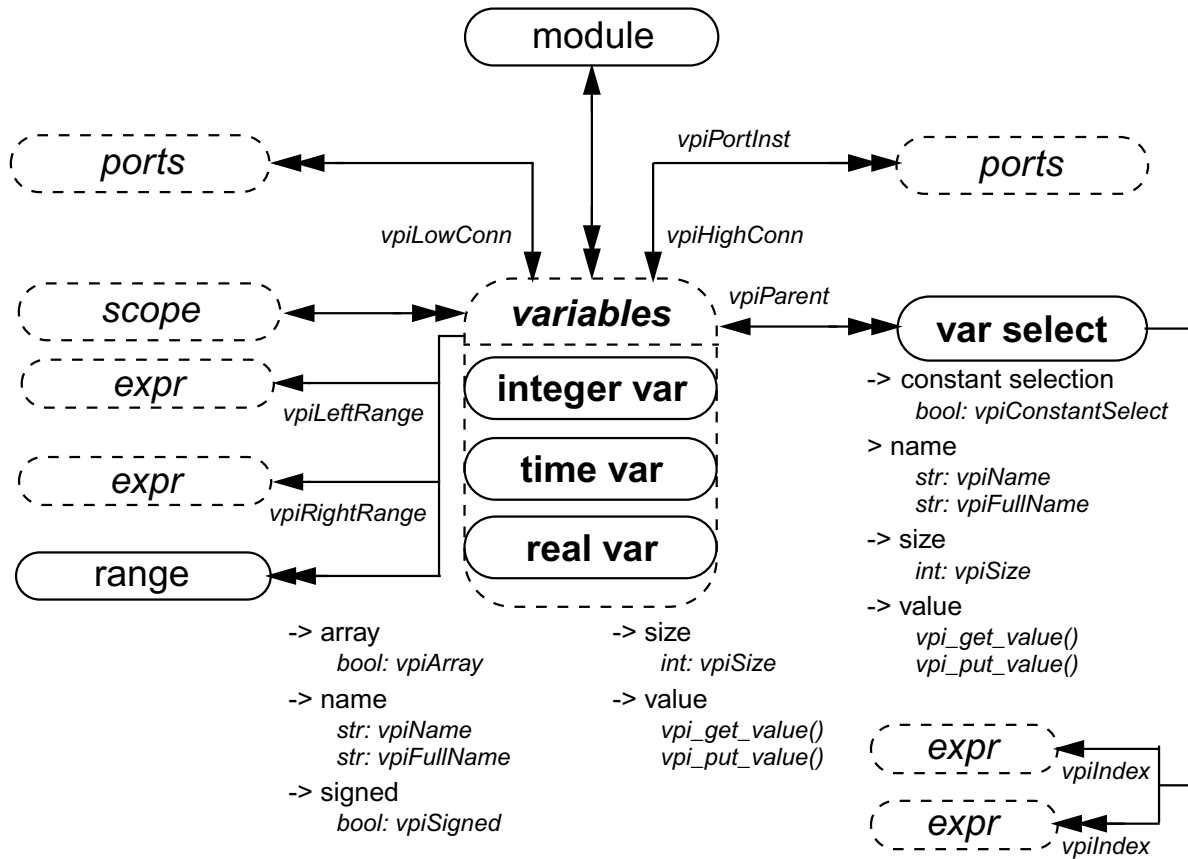 module
ports
vpiPortInst
ports
vpiLowConn
vpiHighConn
scope
variables
vpiParent
var select
expr
vpiLeftRange
integer var
-> constant selection
bool: vpiConstantSelect
> name
str: vpiName
str: vpiFullName
expr
vpiRightRange
time var
-> size
int: vpiSize
range
real var
-> value
vpi_get_value()
vpi_put_value()
-> array
bool: vpiArray
-> name
str: vpiName
str: vpiFullName
-> signed
bool: vpiSigned
-> size
int: vpiSize
-> value
vpi_get_value()
vpi_put_value()
expr
vpiIndex
expr
vpiIndex